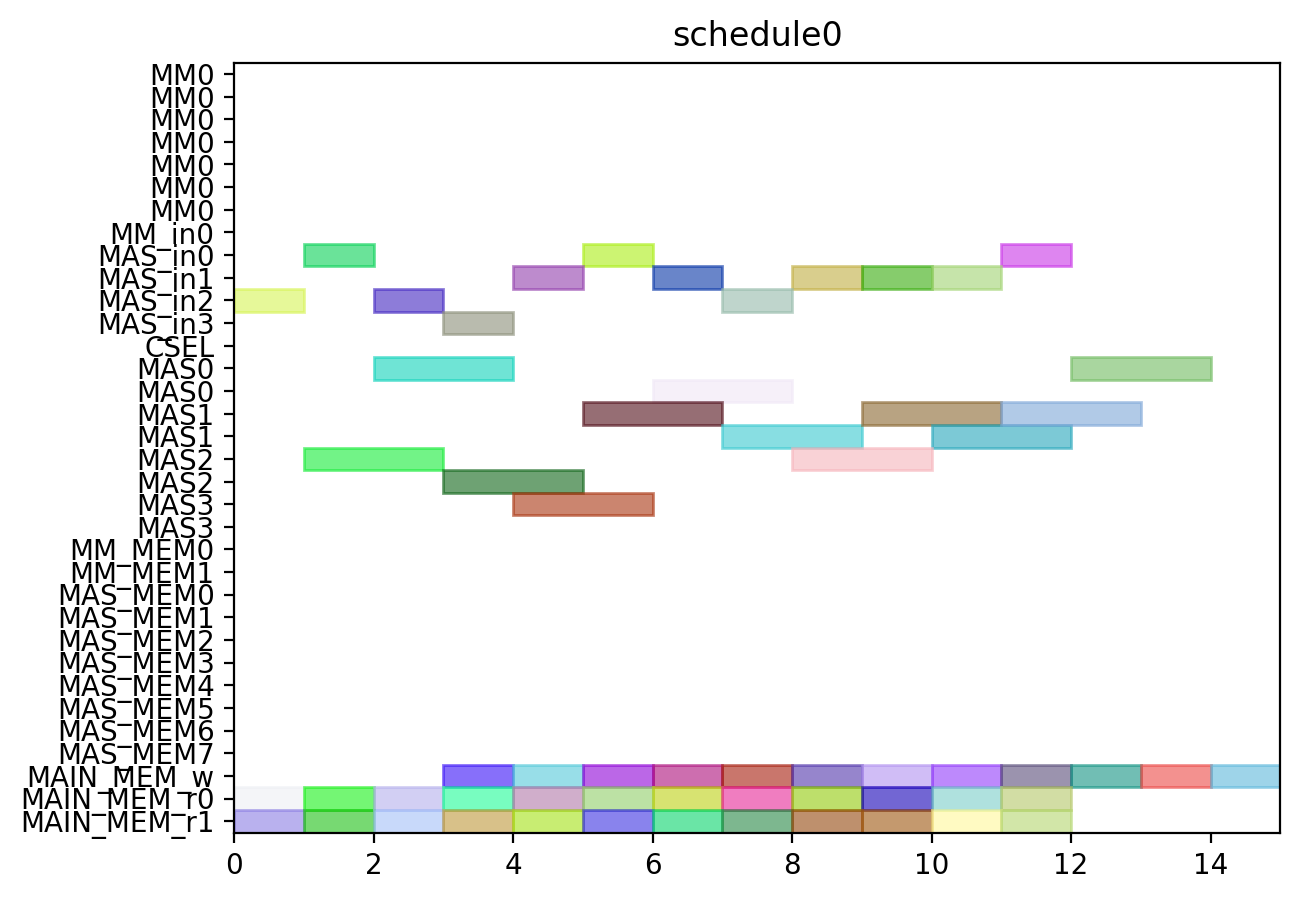 schedule0
MM0
MM0
MM0
MM0
MM0
MM0
MM0
MM_in0
MAS_in0
MAS_in1
MAS_in2
MAS_in3
CSEL
MAS0
MAS0
MAS1
MAS1
MAS2
MAS2
MAS3
MAS3
MM_MEM0
MM_MEM1
MAS_MEM0
MAS_MEM1
MAS_MEM2
MAS_MEM3
MAS_MEM4
MAS_MEM5
MAS_MEM6
MAS_MEM7
MAIN_MEM_w
MAIN_MEM_r0
MAIN_MEM_r1
0 2 4 6 8 10 12 14